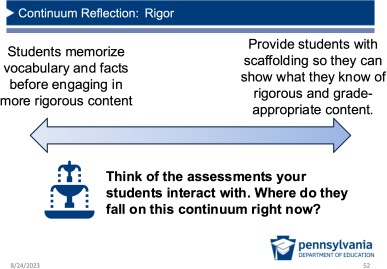 Continuum Reflection: Rigor
Students memorize
vocabulary and facts
before engaging in
more rigorous content
Provide students with
scaffolding so they can
show what they know of
rigorous and grade-
appropriate content.
Think of the assessments your
students interact with. Where do they
fall on this continuum right now?
pennsylvania
DEPARTMENT OF EDUCATION
8/24/2023
52